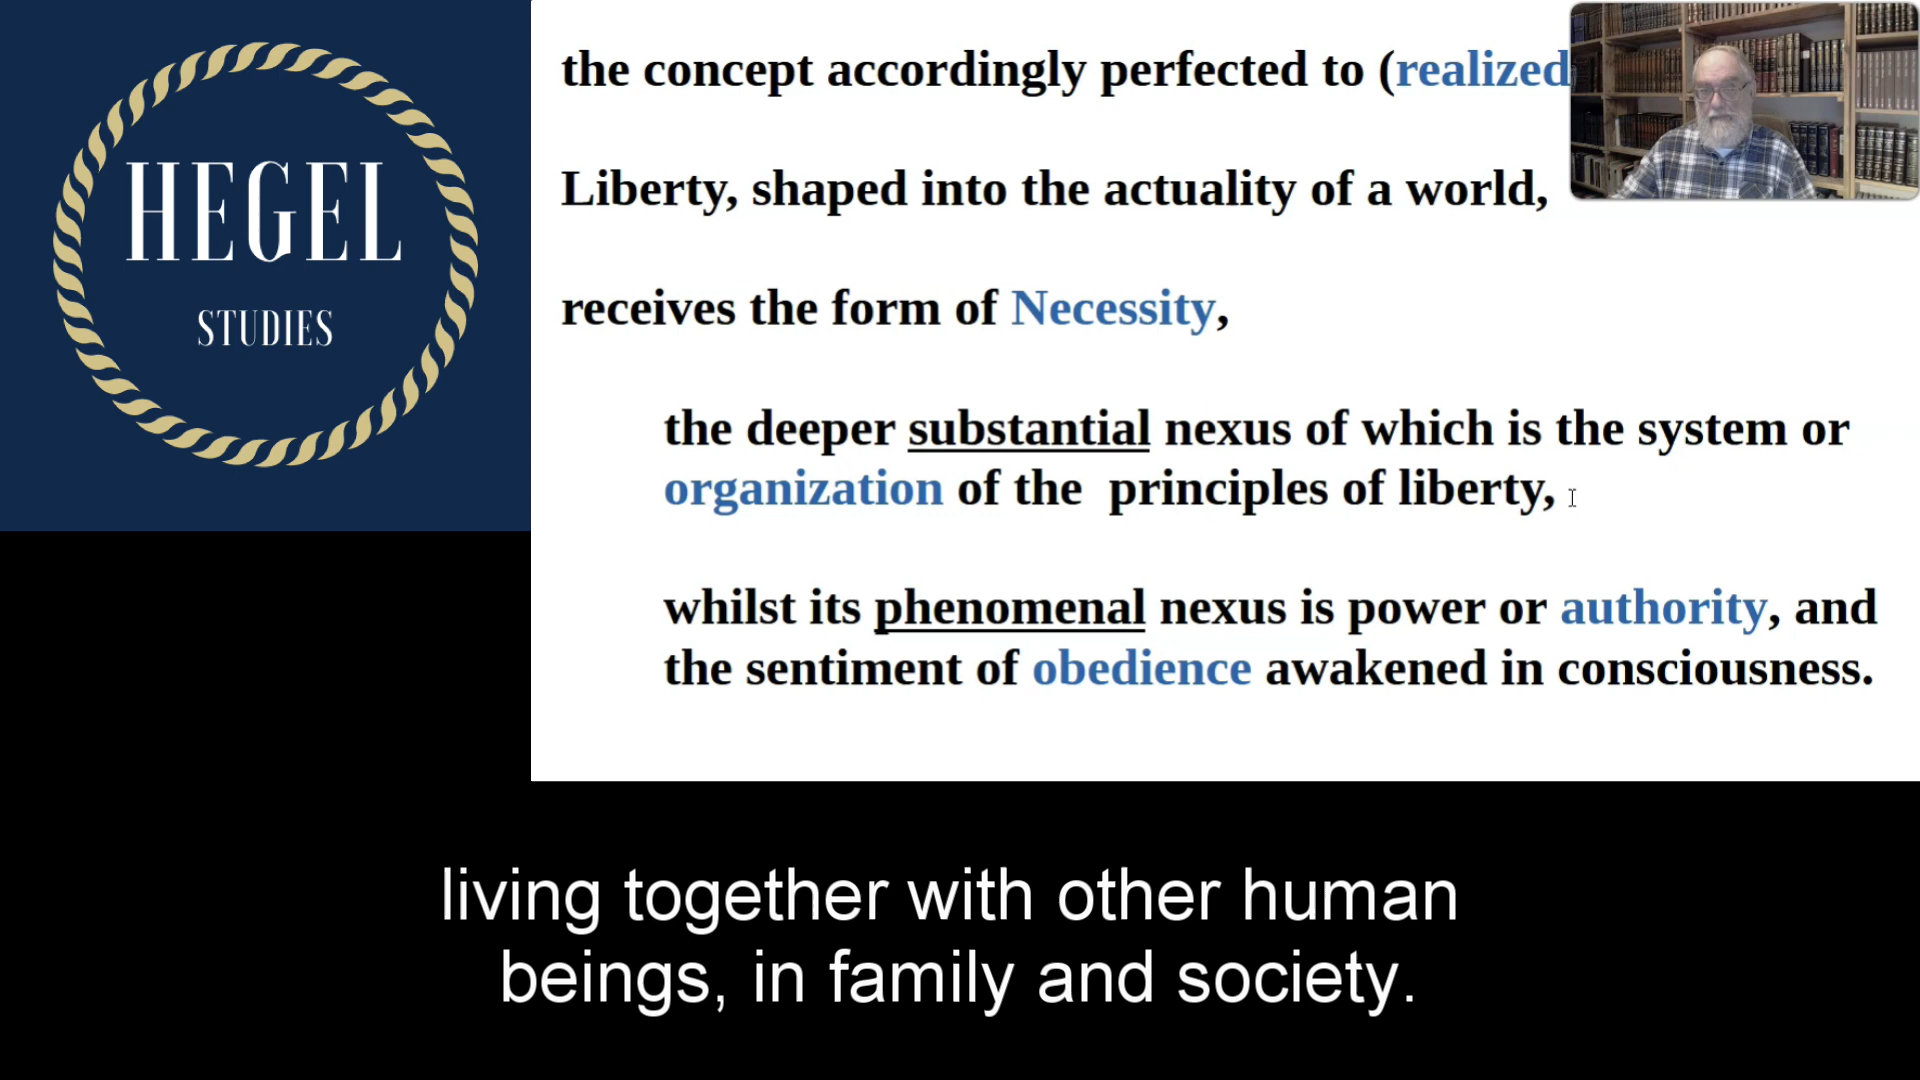 HEGEL
STUDIES
the concept accordingly perfected to (realized
Liberty, shaped into the actuality of a world,
receives the form of Necessity,
the deeper substantial nexus of which is the system or
organization of the  principles of liberty,
whilst its phenomenal nexus is power or authority, and
the sentiment of obedience awakened in consciousness.
living together with other human
beings, in family and society.